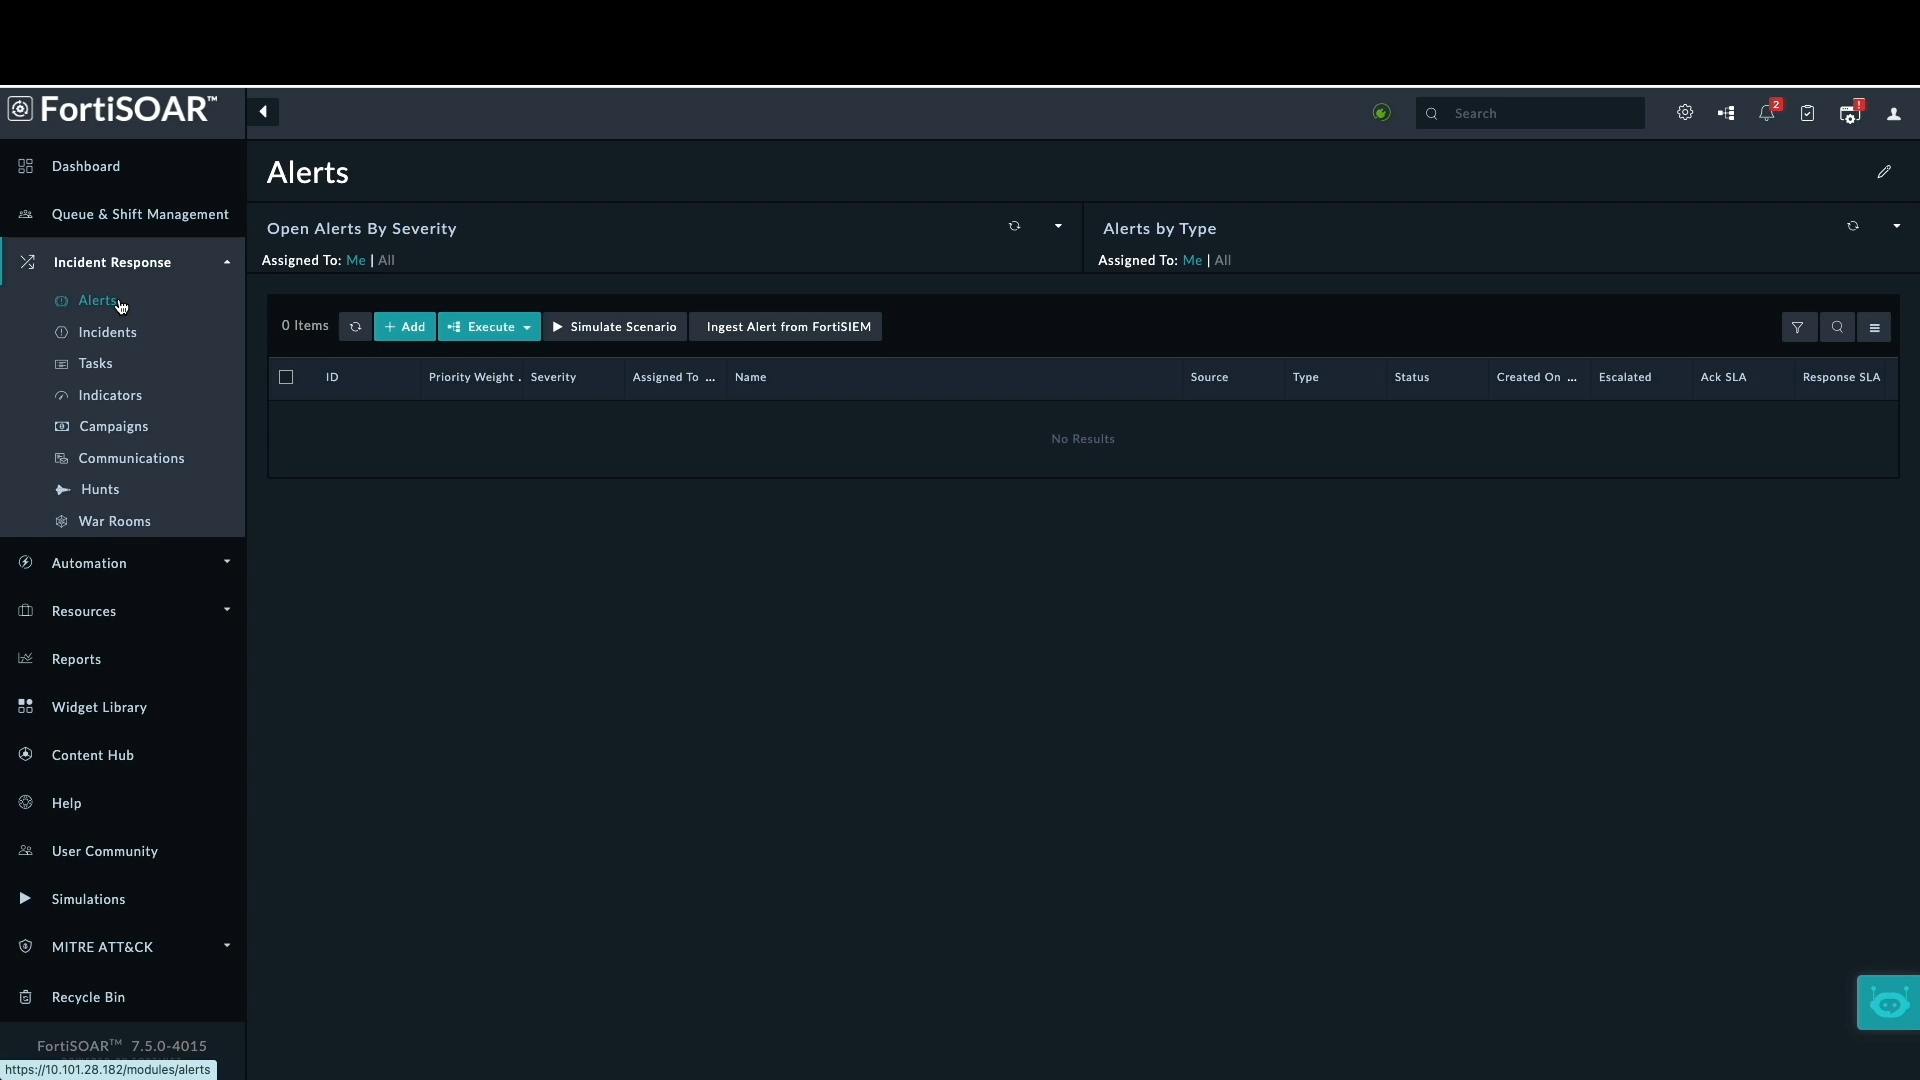 FortiSOAR™
Search
2
!
Dashboard
Queue & Shift Management
Incident Response
Alerts
Incidents
Tasks
Indicators
Campaigns
Communications
Hunts
War Rooms
Automation
Resources
Reports
Widget Library
Content Hub
Help
User Community
Simulations
MITRE ATT&CK
Recycle Bin
FortiSOAR™ 7.5.0-4015
https://10.101.28.182/modules/alerts
Alerts
Open Alerts By Severity
Assigned To: Me | All
Alerts by Type
Assigned To: Me | All
0 Items
+ Add
Execute
Simulate Scenario
Ingest Alert from FortiSIEM
ID
Priority Weight .
Severity
Assigned To ...
Name
Source
Type
Status
Created On ...
Escalated
Ack SLA
Response SLA
No Results